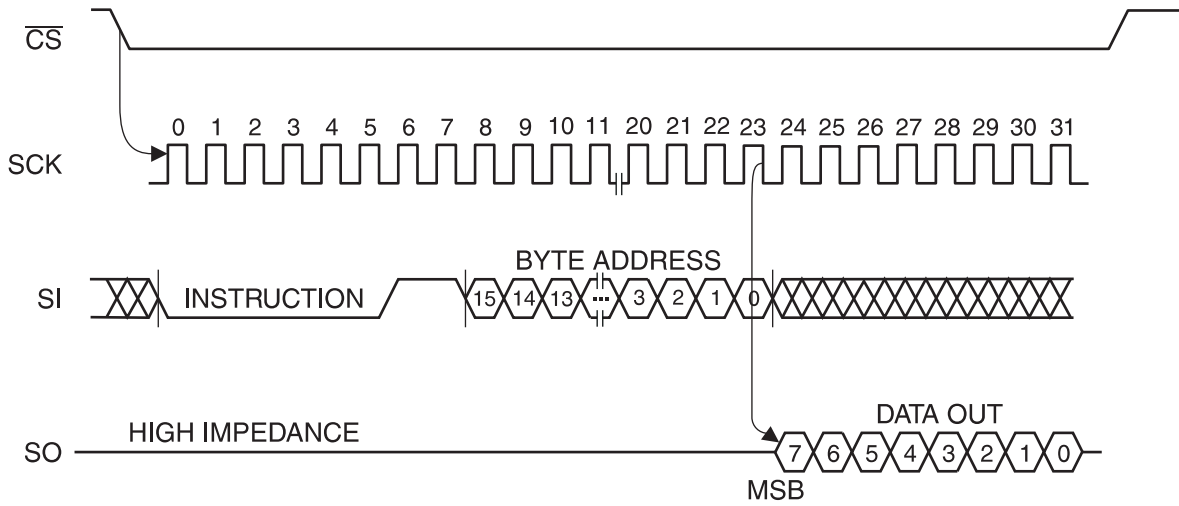 CS
0 1 2 3 4 5 6 7 8 9 10 11 20 21 22 23 24 25 26 27 28 29 30 31
SCK
BYTE ADDRESS
SI INSTRUCTION 15 14 13 ... 3 2 1 0
DATA OUT
HIGH IMPEDANCE
SO 7 6 5 4 3 2 1 0
MSB